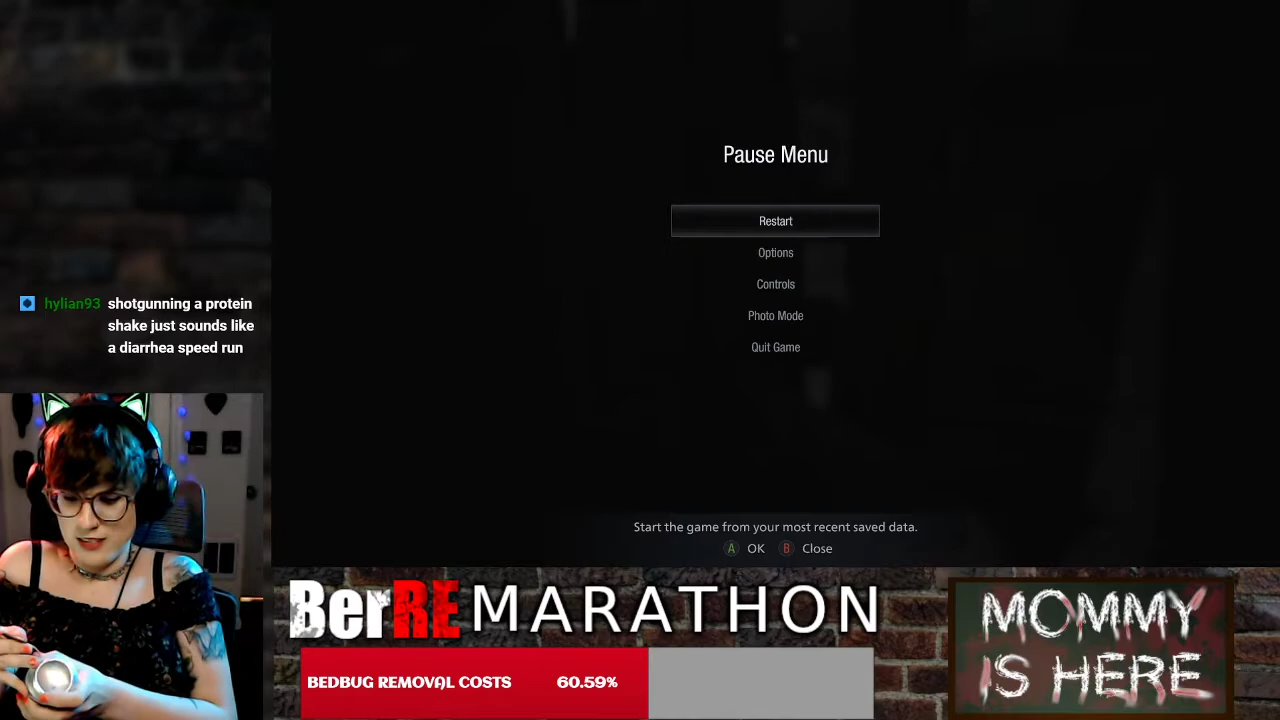 Pause Menu
Restart
Options
Controls
Photo Mode
Quit Game
hylian93 shotgunning a protein
shake just sounds like
a diarrhea speed run
Start the game from your most recent saved data.
A OK B Close
BerRE MARATHON
BEDBUG REMOVAL COSTS 60.59%
MOMMY
IS HERE